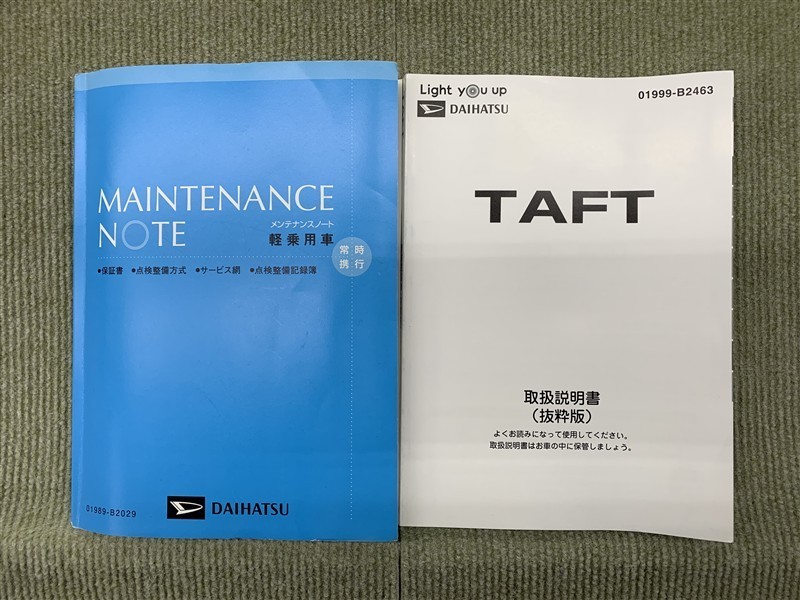 MAINTENANCE
NOTE
メンテナンスノート
軽乗用車
常時
携行
●保証書 ●点検整備方式 ●サービス網 ●点検整備記録簿
01989-B2029
DAIHATSU
Light you up
DAIHATSU
01999-B2463
TAFT
取扱説明書
(抜粋版)
よくお読みになって使用してください。
取扱説明書はお車の中に保管しましょう。